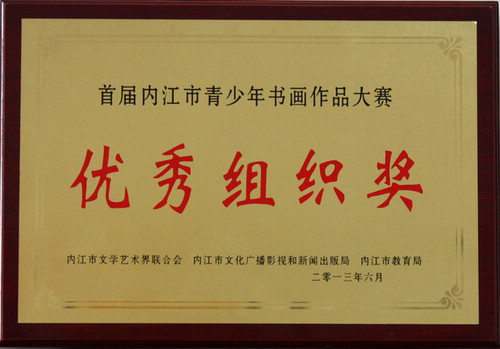 首届内江市青少年书画作品大赛
优秀组织奖
内江市文学艺术界联合会 内江市文化广播影视和新闻出版局 内江市教育局
二零一三年六月